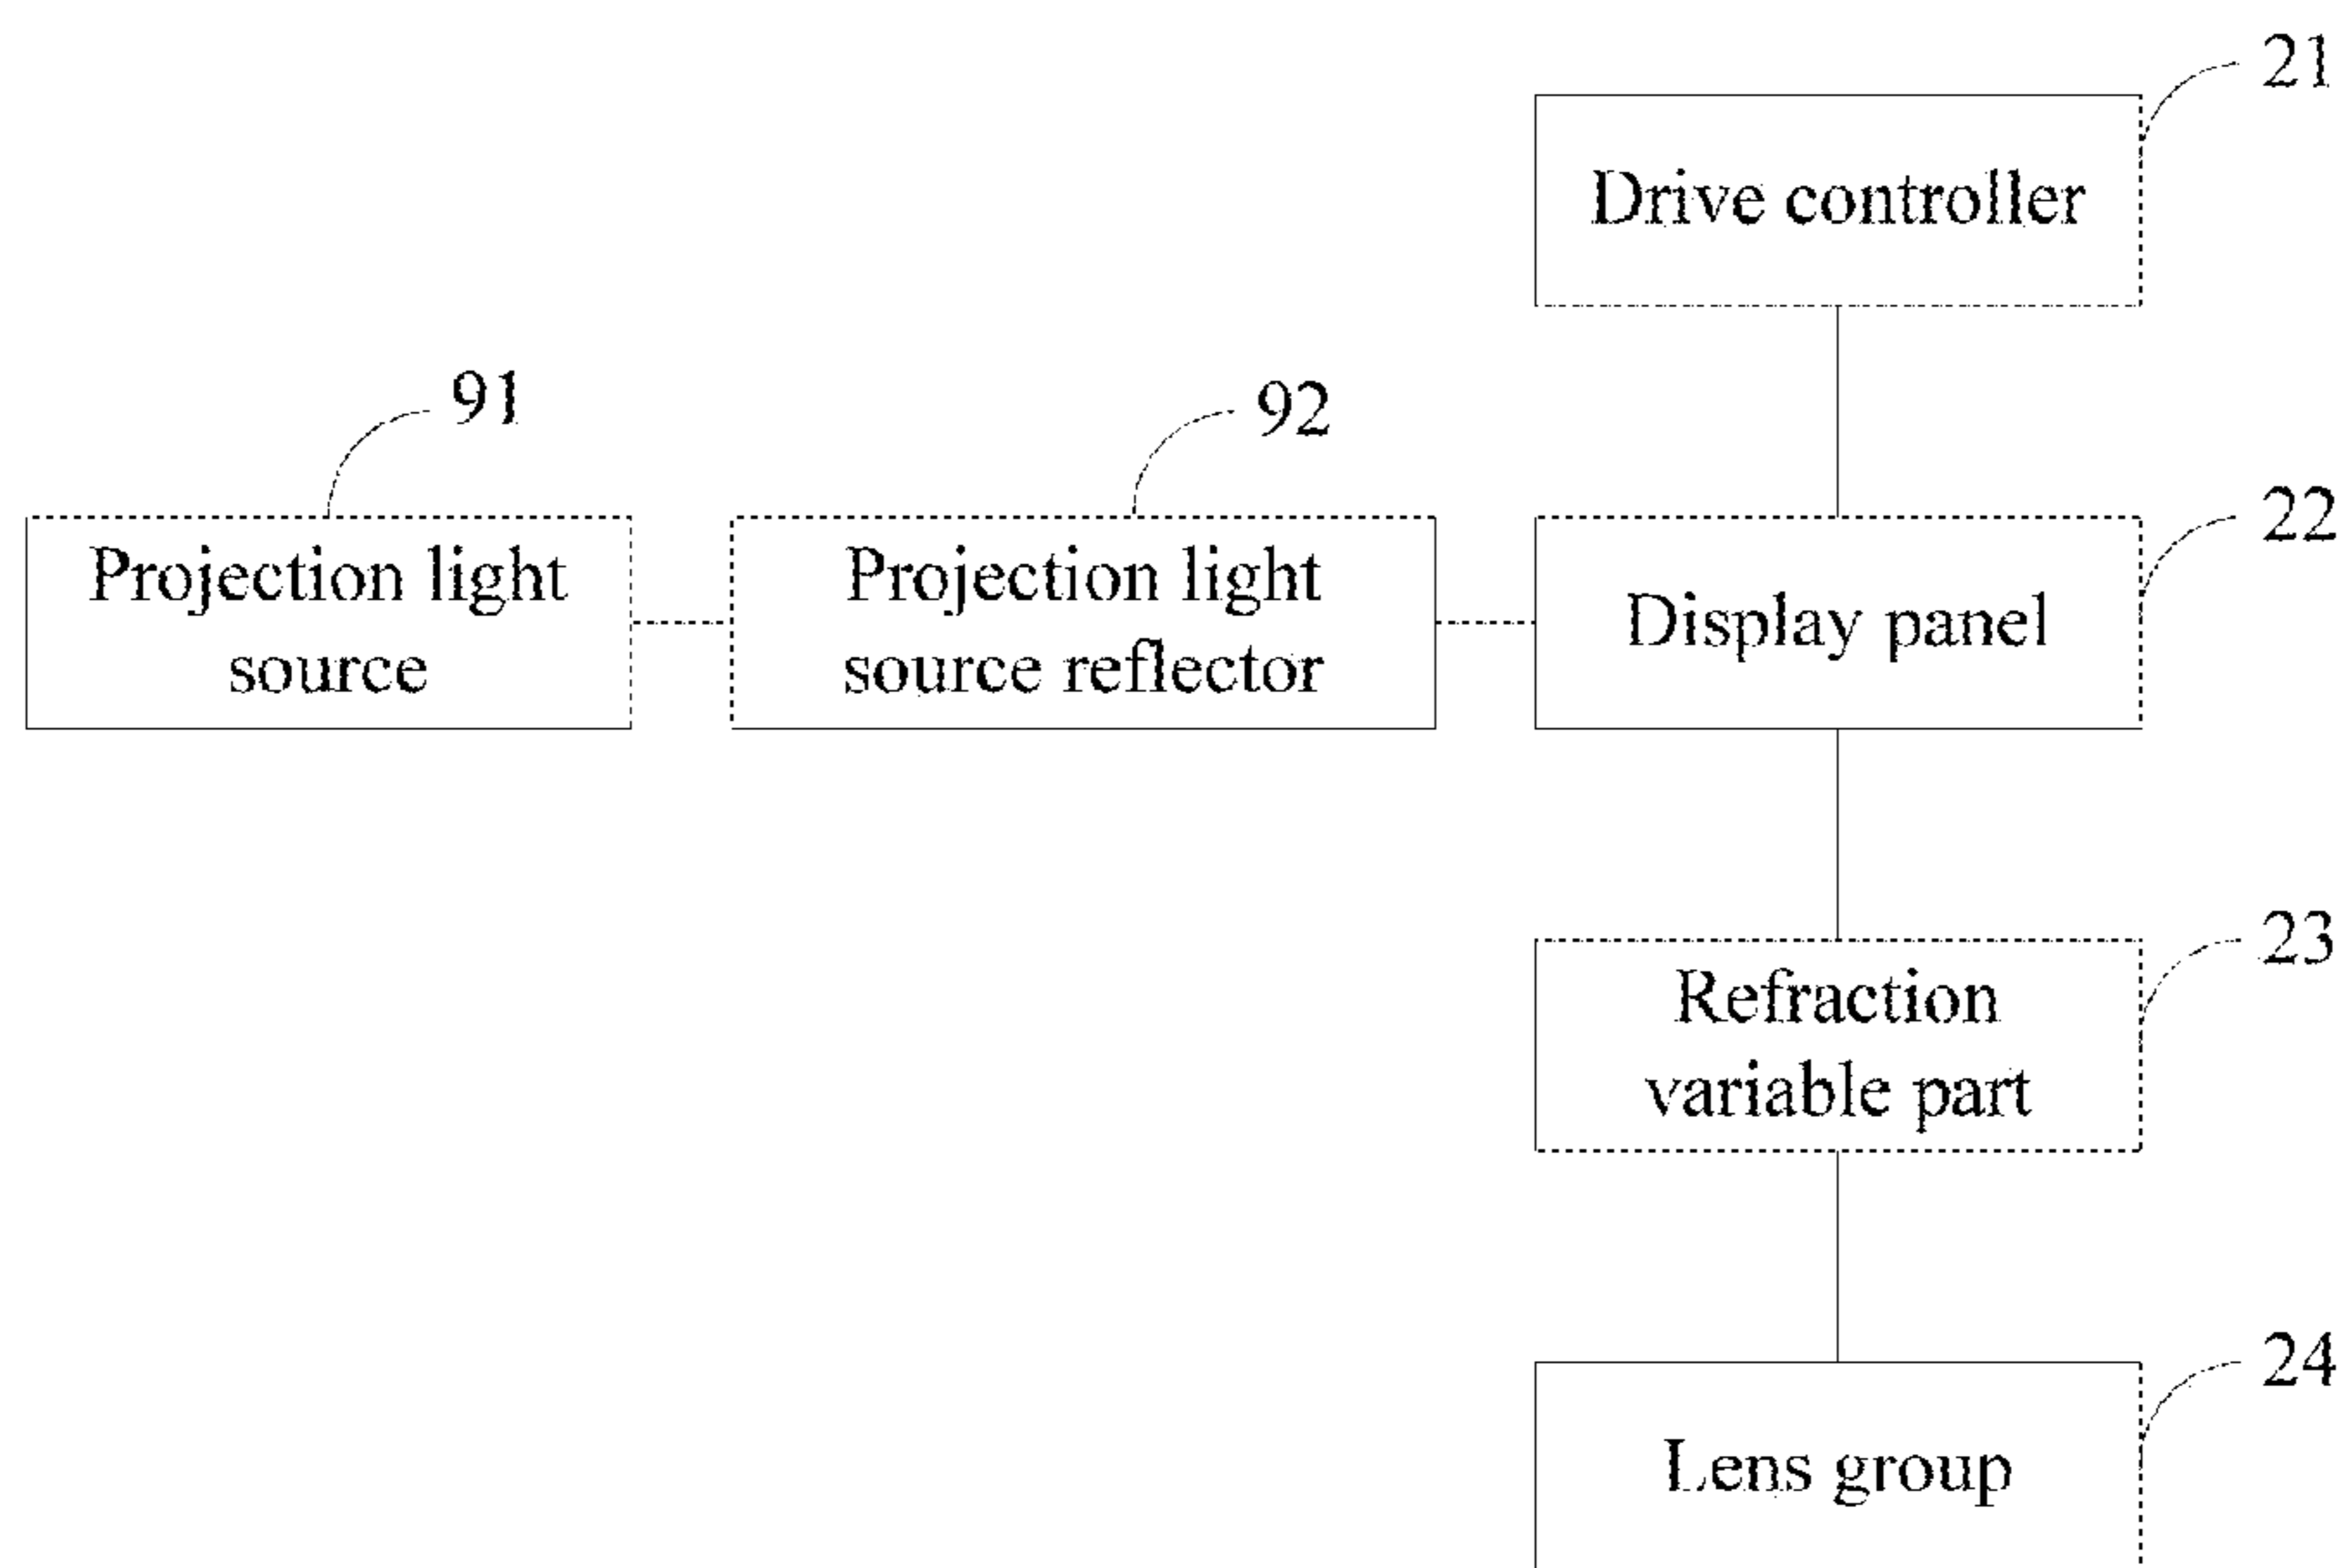 21
Drive controller
91
92
22
Projection light
source
Projection light
source reflector
Display panel
23
Refraction
variable part
24
Lens group